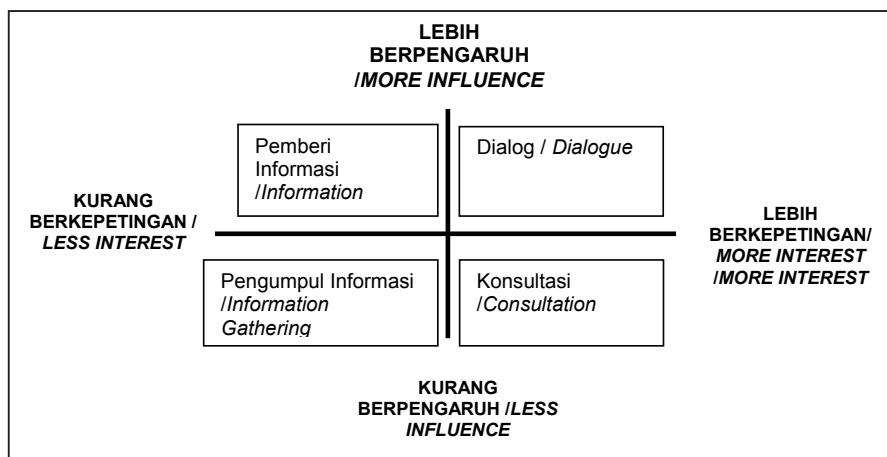 LEBIH
BERPENGARUH
/MORE INFLUENCE
Pemberi
Informasi
/Information
Dialog / Dialogue
KURANG
BERKEPETINGAN /
LESS INTEREST
LEBIH
BERKEPETINGAN/
MORE INTEREST
/MORE INTEREST
Pengumpul Informasi
/Information
Gathering
Konsultasi
/Consultation
KURANG
BERPENGARUH /LESS
INFLUENCE